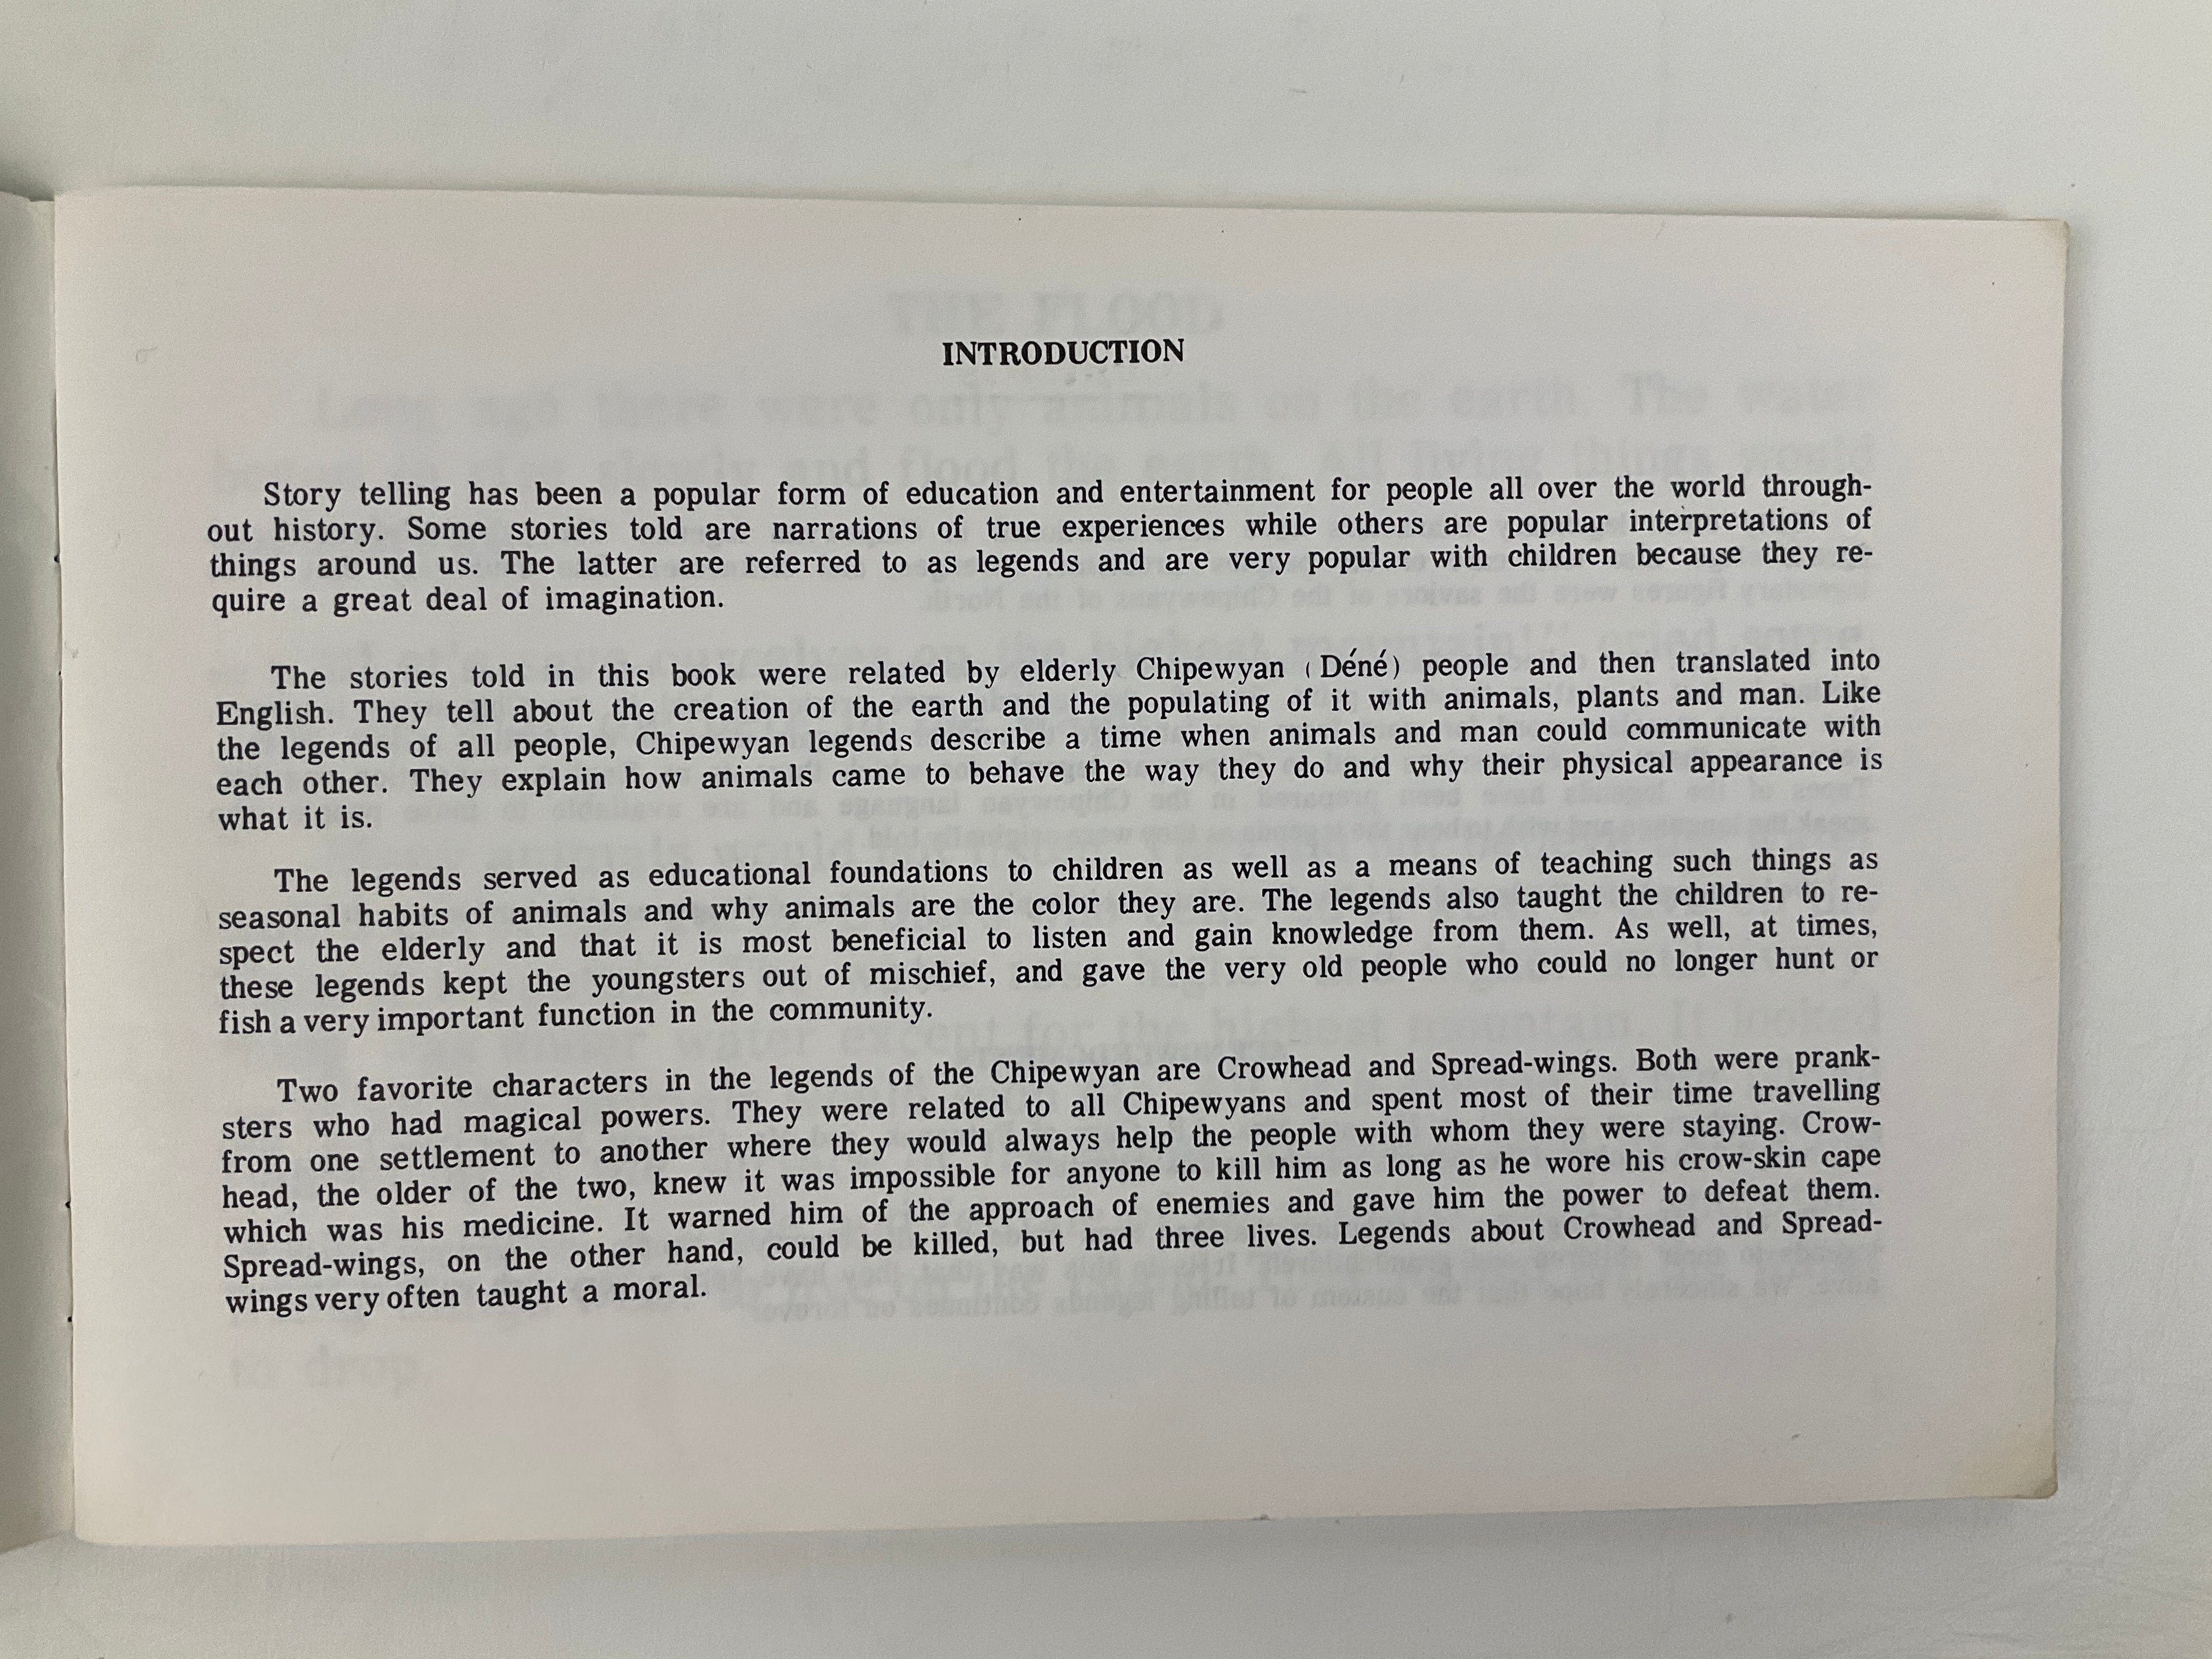 INTRODUCTION
Story telling has been a popular form of education and entertainment for people all over the world through-
out history. Some stories told are narrations of true experiences while others are popular interpretations of
things around us. The latter are referred to as legends and are very popular with children because they re-
quire a great deal of imagination.
The stories told in this book were related by elderly Chipewyan (Déné) people and then translated into
English. They tell about the creation of the earth and the populating of it with animals, plants and man. Like
the legends of all people, Chipewyan legends describe a time when animals and man could communicate with
each other. They explain how animals came to behave the way they do and why their physical appearance is
what it is.
The legends served as educational foundations to children as well as a means of teaching such things as
seasonal habits of animals and why animals are the color they are. The legends also taught the children to re-
spect the elderly and that it is most beneficial to listen and gain knowledge from them. As well, at times,
these legends kept the youngsters out of mischief, and gave the very old people who could no longer hunt or
fish a very important function in the community.
Two favorite characters in the legends of the Chipewyan are Crowhead and Spread-wings. Both were prank-
sters who had magical powers. They were related to all Chipewyans and spent most of their time travelling
from one settlement to another where they would always help the people with whom they were staying. Crow-
head, the older of the two, knew it was impossible for anyone to kill him as long as he wore his crow-skin cape
which was his medicine. It warned him of the approach of enemies and gave him the power to defeat them.
Spread-wings, on the other hand, could be killed, but had three lives. Legends about Crowhead and Spread-
wings very often taught a moral.